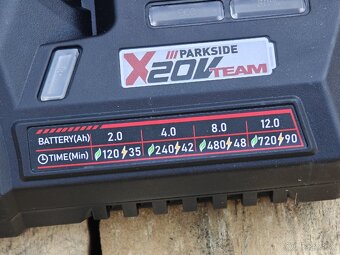 /// PARKSIDE
X20V TEAM
BATTERY(Ah) 2.0 4.0 8.0 12.0
TIME(Min) 120 35 240 42 480 48 720 90